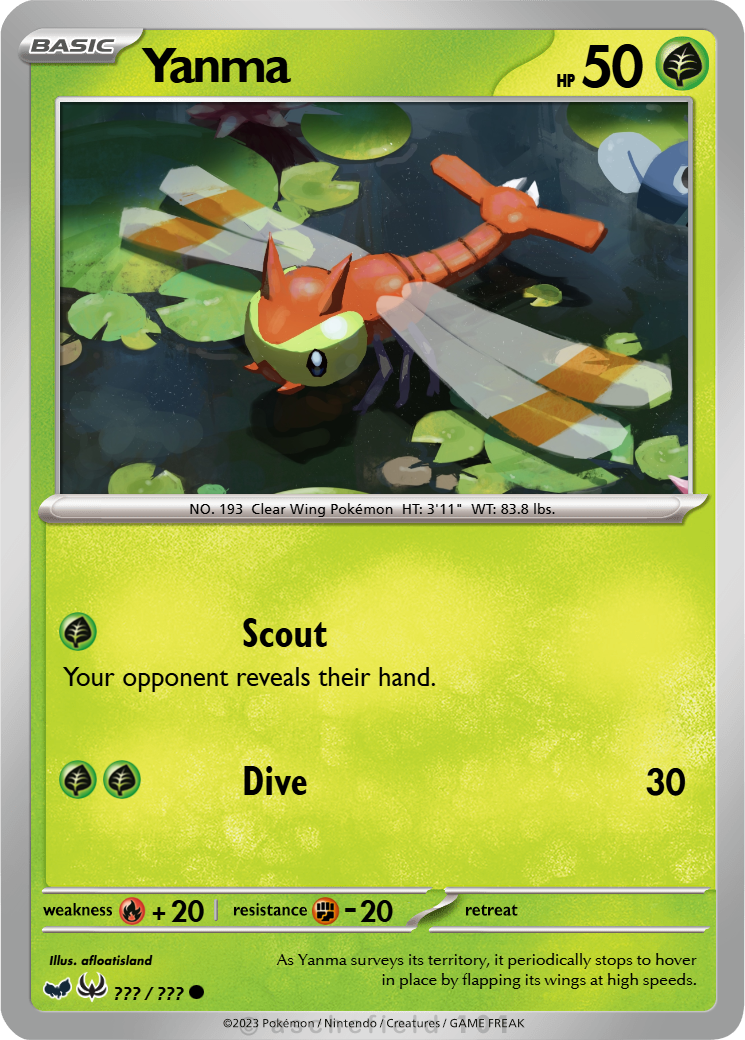 BASIC
Yanma
HP 50
NO. 193 Clear Wing Pokémon HT: 3'11" WT: 83.8 lbs.
Scout
Your opponent reveals their hand.
Dive 30
weakness + 20 resistance - 20 retreat
Illus. afloatisland
As Yanma surveys its territory, it periodically stops to hover
in place by flapping its wings at high speeds.
??? / ???
©2023 Pokémon / Nintendo / Creatures / GAME FREAK